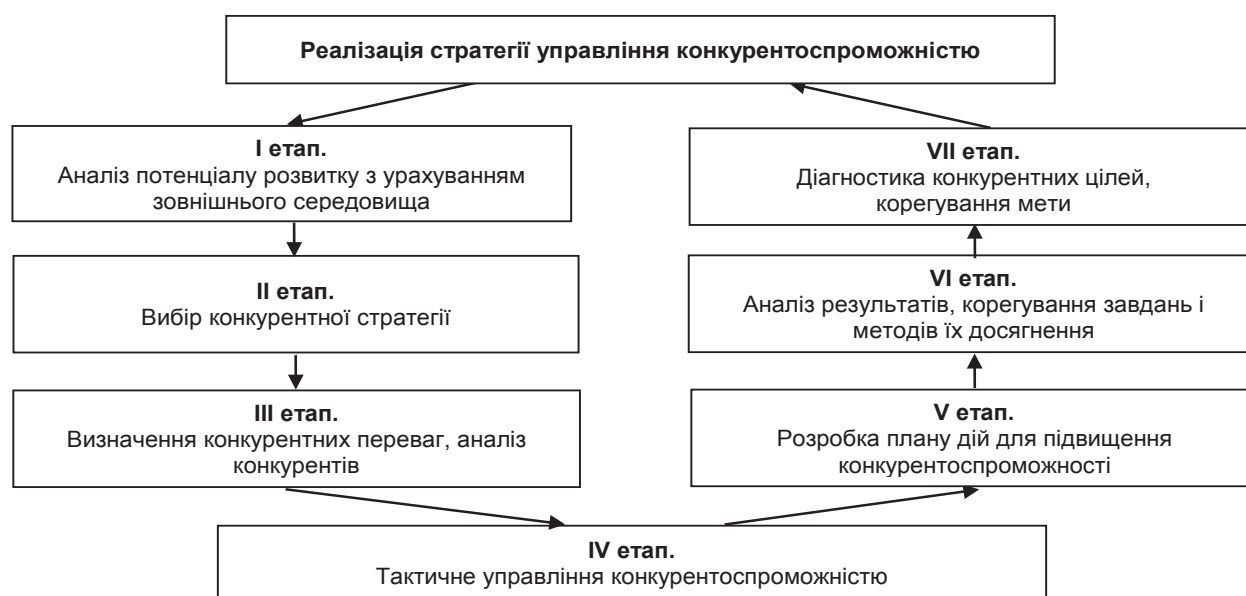 Реалізація стратегії управління конкурентоспроможністю
I етап.
Аналіз потенціалу розвитку з урахуванням
зовнішнього середовища
II етап.
Вибір конкурентної стратегії
III етап.
Визначення конкурентних переваг, аналіз
конкурентів
IV етап.
Тактичне управління конкурентоспроможністю
V етап.
Розробка плану дій для підвищення
конкурентоспроможності
VI етап.
Аналіз результатів, корегування завдань і
методів їх досягнення
VII етап.
Діагностика конкурентних цілей,
корегування мети